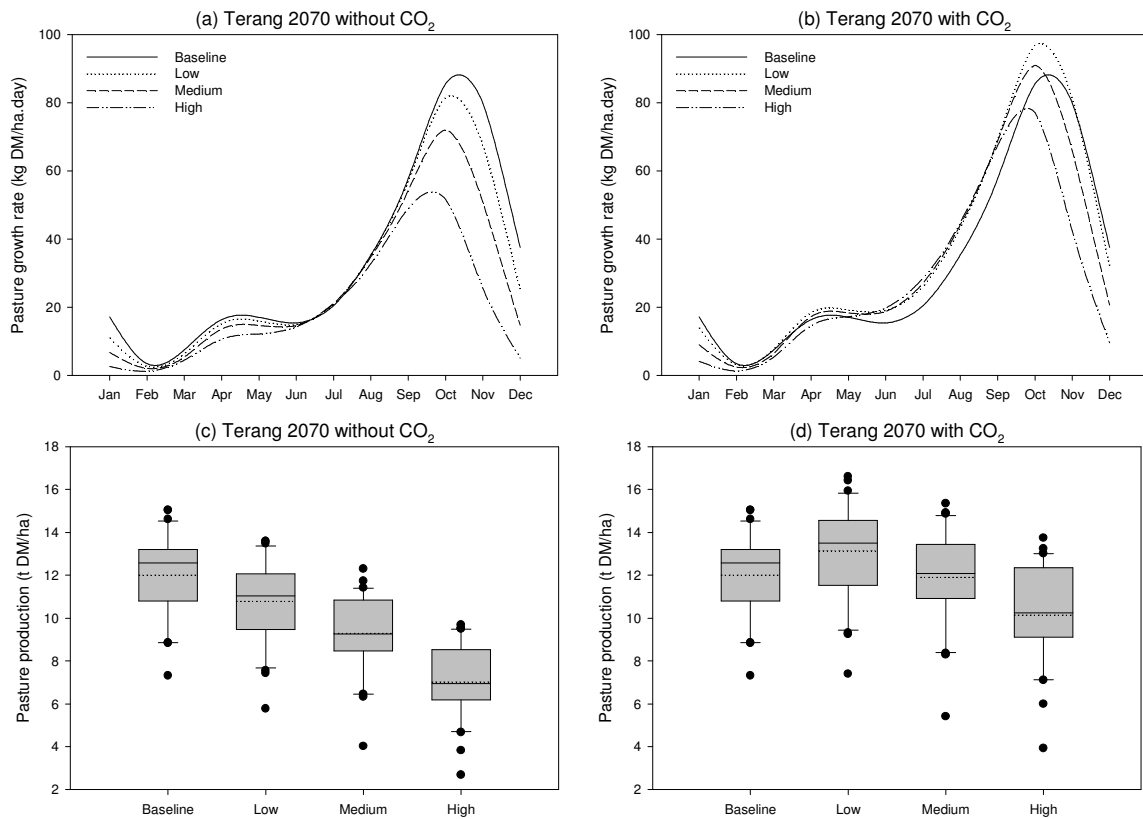 (a) Terang 2070 without CO₂
Pasture growth rate (kg DM/ha.day)
100
80
60
40
20
0
Baseline
Low
Medium
High
Jan Feb Mar Apr May Jun Jul Aug Sep Oct Nov Dec
(b) Terang 2070 with CO₂
Pasture growth rate (kg DM/ha.day)
100
80
60
40
20
0
Baseline
Low
Medium
High
Jan Feb Mar Apr May Jun Jul Aug Sep Oct Nov Dec
(c) Terang 2070 without CO₂
Pasture production (t DM/ha)
18
16
14
12
10
8
6
4
2
Baseline Low Medium High
(d) Terang 2070 with CO₂
Pasture production (t DM/ha)
18
16
14
12
10
8
6
4
2
Baseline Low Medium High